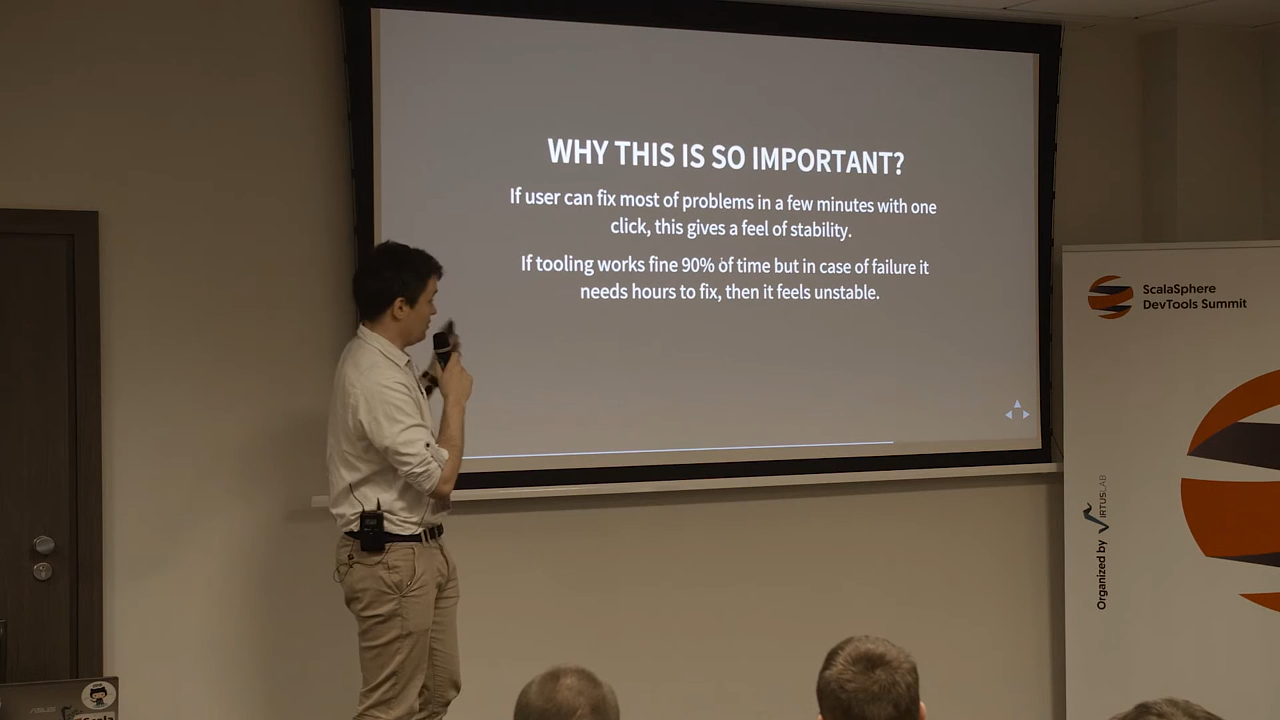 WHY THIS IS SO IMPORTANT?
If user can fix most of problems in a few minutes with one
click, this gives a feel of stability.
If tooling works fine 90% of time but in case of failure it
needs hours to fix, then it feels unstable.
ScalaSphere
DevTools Summit
Organized by VIRTUSLAB
ASUS
Scala